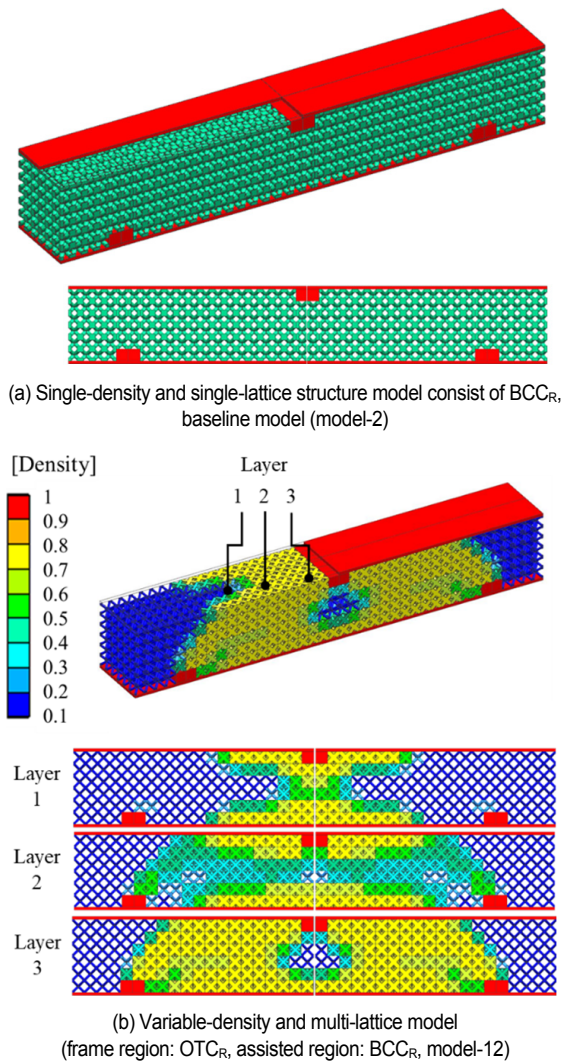 (a) Single-density and single-lattice structure model consist of BCCR,
baseline model (model-2)
[Density]
1
0.9
0.8
0.7
0.6
0.5
0.4
0.3
0.2
0.1
Layer
1 2 3
Layer
1
Layer
2
Layer
3
(b) Variable-density and multi-lattice model
(frame region: OTCR, assisted region: BCCR, model-12)